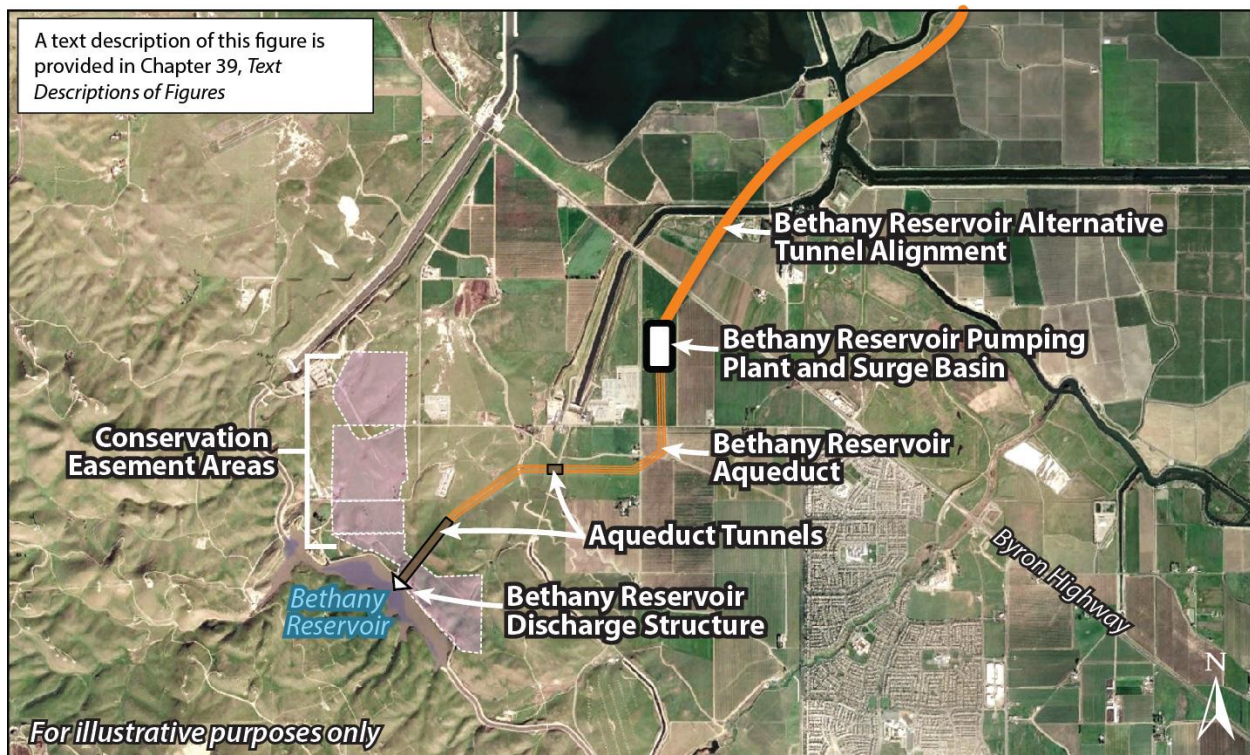 A text description of this figure is
provided in Chapter 39, Text
Descriptions of Figures
Bethany Reservoir Alternative
Tunnel Alignment
Bethany Reservoir Pumping
Plant and Surge Basin
Conservation
Easement Areas
Bethany Reservoir
Aqueduct
Aqueduct Tunnels
Byron Highway
Bethany
Reservoir
Bethany Reservoir
Discharge Structure
N
For illustrative purposes only